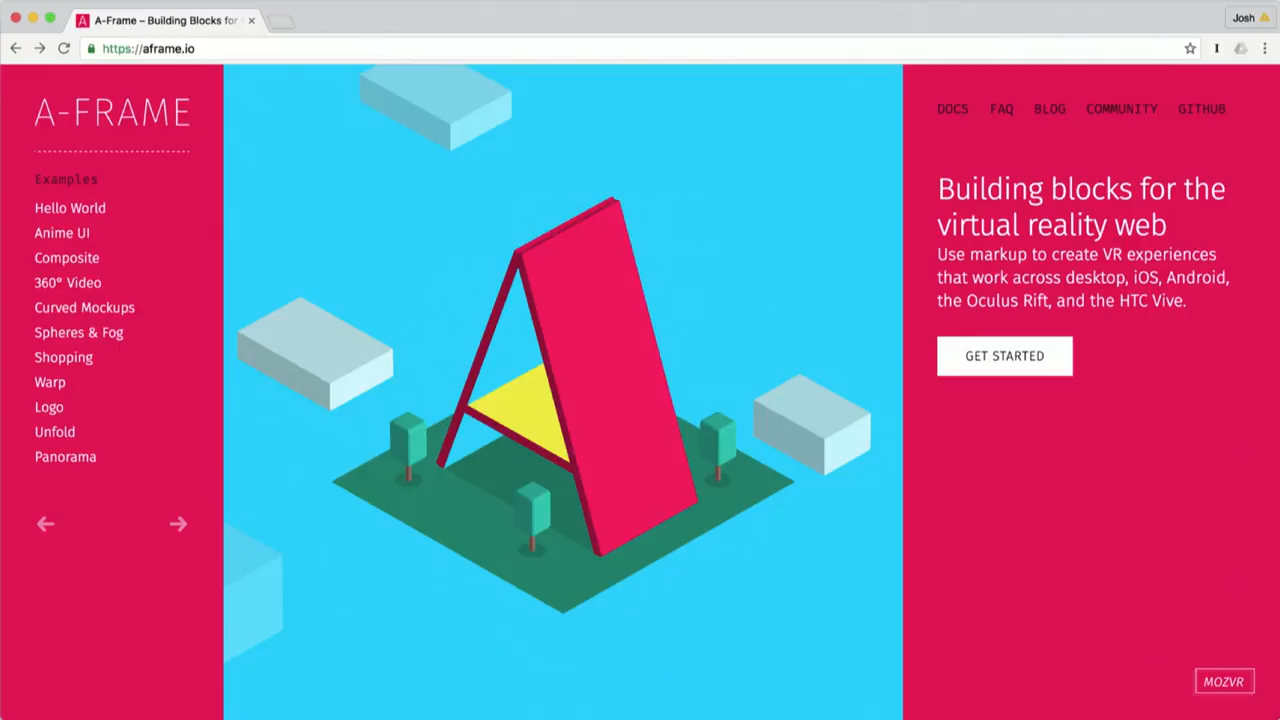 A-Frame – Building Blocks for
Josh
https://aframe.io
A-FRAME
Examples
Hello World
Anime UI
Composite
360° Video
Curved Mockups
Spheres & Fog
Shopping
Warp
Logo
Unfold
Panorama
DOCS FAQ BLOG COMMUNITY GITHUB
Building blocks for the
virtual reality web
Use markup to create VR experiences
that work across desktop, iOS, Android,
the Oculus Rift, and the HTC Vive.
GET STARTED
MOZVR